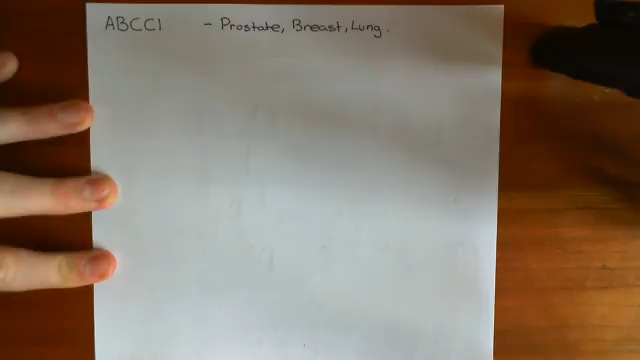 ABCC1 - Prostate, Breast, Lung.